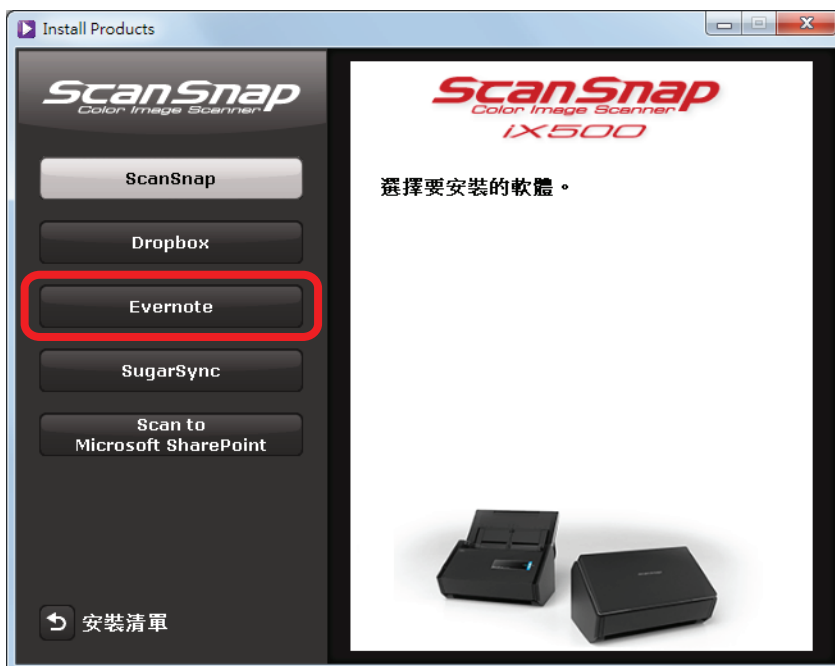 Install Products
ScanSnap
Color Image Scanner
ScanSnap
Dropbox
Evernote
SugarSync
Scan to
Microsoft SharePoint
安裝清單
ScanSnap
Color Image Scanner
iX500
選擇要安裝的軟體。